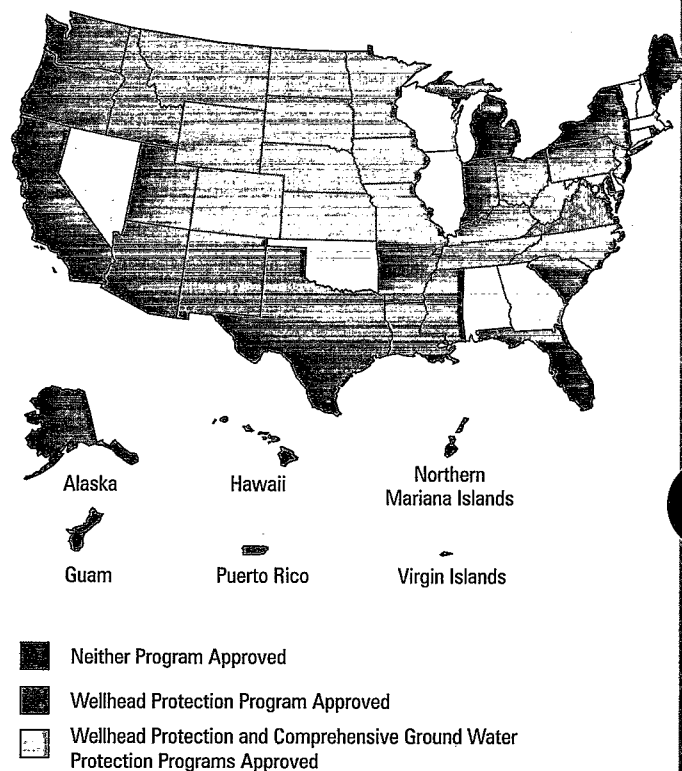 Alaska
Hawaii
Northern
Mariana Islands
Guam
Puerto Rico
Virgin Islands
Neither Program Approved
Wellhead Protection Program Approved
Wellhead Protection and Comprehensive Ground Water
Protection Programs Approved